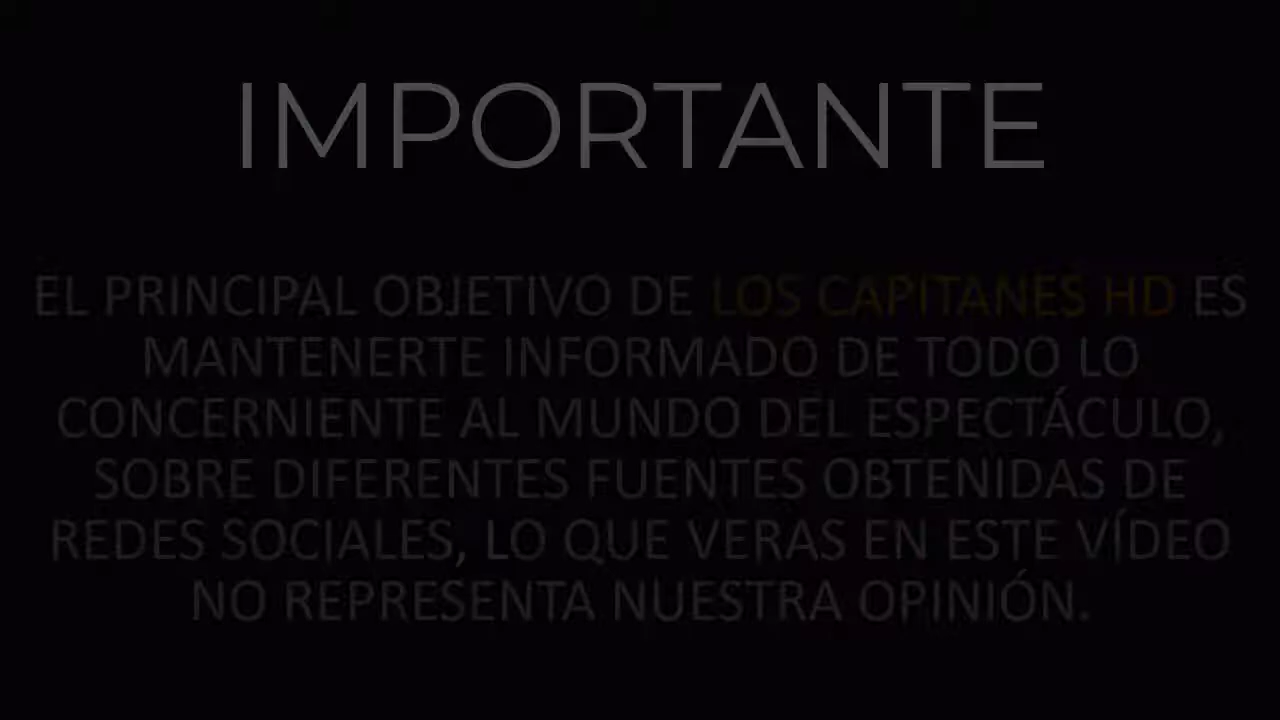 IMPORTANTE
EL PRINCIPAL OBJETIVO DE LOS CAPITANES HD ES
MANTENERTE INFORMADO DE TODO LO
CONCERNIENTE AL MUNDO DEL ESPECTÁCULO,
SOBRE DIFERENTES FUENTES OBTENIDAS DE
REDES SOCIALES, LO QUE VERAS EN ESTE VÍDEO
NO REPRESENTA NUESTRA OPINIÓN.